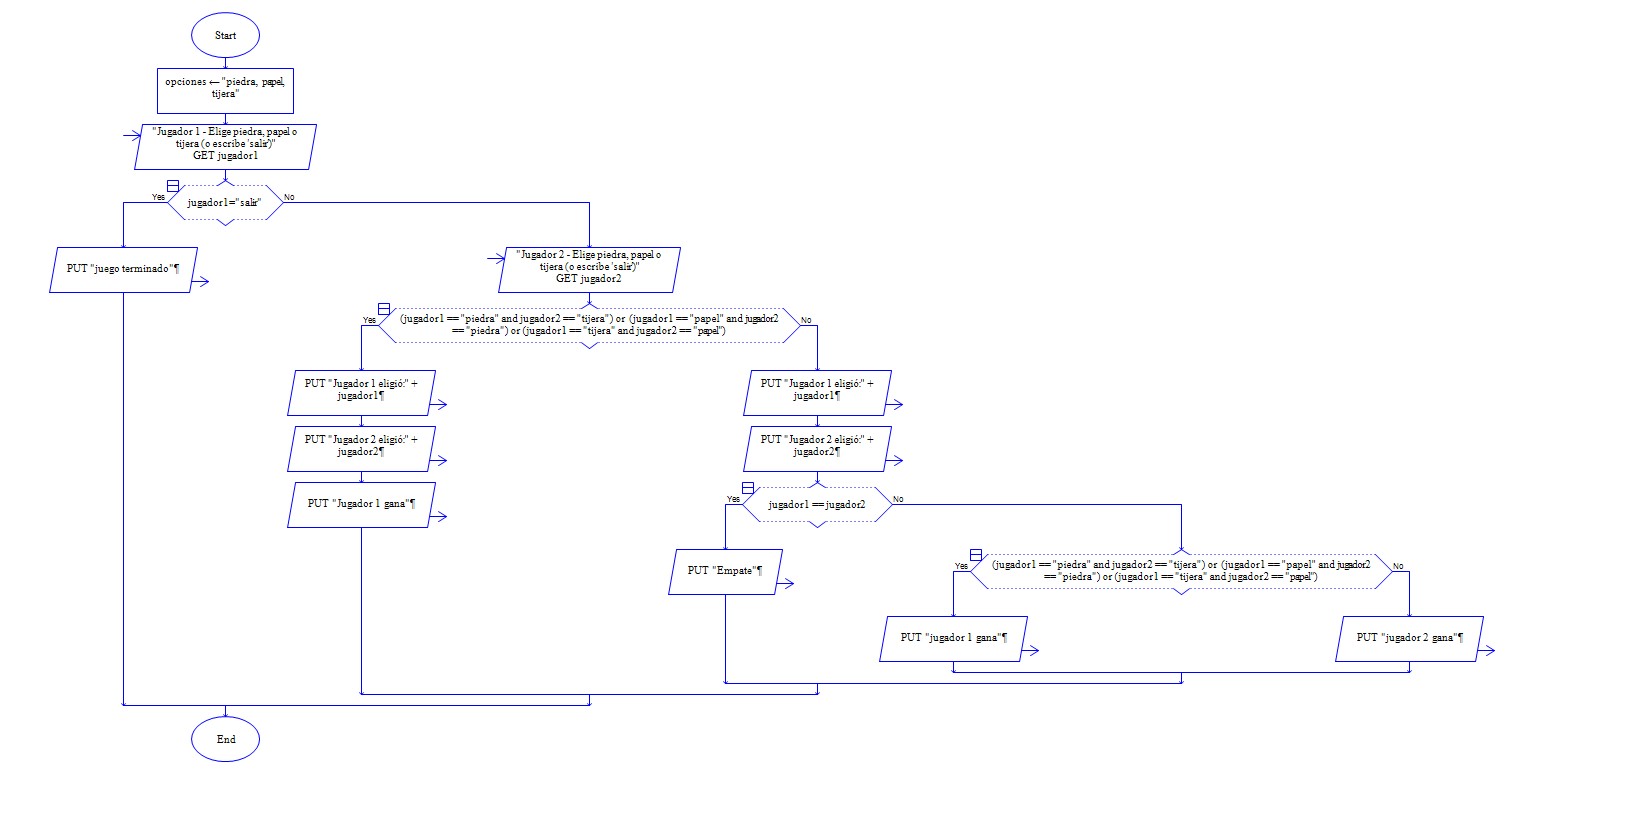 Start
opciones ←"piedra, papel,
tijera"
"Jugador 1 - Elige piedra, papel o
tijera (o escribe 'salir')"
GET jugador1
Yes
jugador1="salir"
No
PUT "juego terminado"¶
"Jugador 2 - Elige piedra, papel o
tijera (o escribe 'salir')"
GET jugador2
Yes
(jugador1 == "piedra" and jugador2 == "tijera") or (jugador1 == "papel" and jugador2
== "piedra") or (jugador1 == "tijera" and jugador2 == "papel")
No
PUT "Jugador 1 eligió:" +
jugador1¶
PUT "Jugador 2 eligió:" +
jugador2¶
PUT "Jugador 1 gana"¶
PUT "Jugador 1 eligió:" +
jugador1¶
PUT "Jugador 2 eligió:" +
jugador2¶
Yes
jugador1 == jugador2
No
PUT "Empate"¶
Yes
(jugador1 == "piedra" and jugador2 == "tijera") or (jugador1 == "papel" and jugador2
== "piedra") or (jugador1 == "tijera" and jugador2 == "papel")
No
PUT "jugador 1 gana"¶
PUT "jugador 2 gana"¶
End